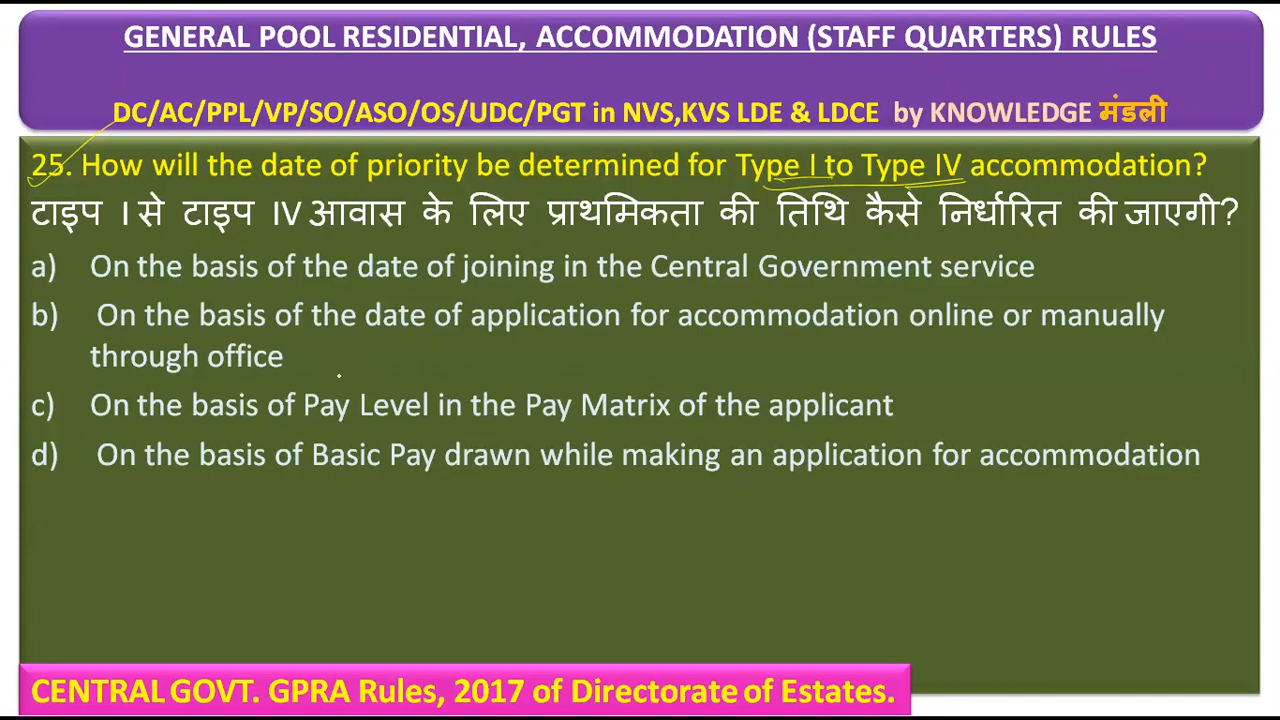 GENERAL POOL RESIDENTIAL, ACCOMMODATION (STAFF QUARTERS) RULES
DC/AC/PPL/VP/SO/ASO/OS/UDC/PGT in NVS,KVS LDE & LDCE by KNOWLEDGE मंडली
25. How will the date of priority be determined for Type I to Type IV accommodation?
टाइप I से टाइप IV आवास के लिए प्राथमिकता की तिथि कैसे निर्धारित की जाएगी?
a) On the basis of the date of joining in the Central Government service
b) On the basis of the date of application for accommodation online or manually
through office
c) On the basis of Pay Level in the Pay Matrix of the applicant
d) On the basis of Basic Pay drawn while making an application for accommodation
CENTRAL GOVT. GPRA Rules, 2017 of Directorate of Estates.